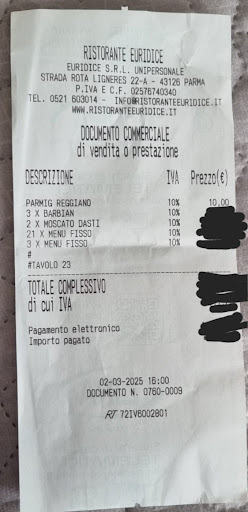 RISTORANTE EURIDICE
EURIDICE S.R.L. UNIPERSONALE
STRADA ROTA LIGNERES 22-A - 43126 PARMA
P.IVA E C.F. 02576740340
TEL. 0521 603014 - INFO@RISTORANTEEURIDICE.IT
WWW.RISTORANTEEURIDICE.IT
DOCUMENTO COMMERCIALE
di vendita o prestazione
DESCRIZIONE IVA Prezzo(€)
PARMIG REGGIANO 10% 10,00
3 X BARBIAN 10%
2 X MOSCATO DASTI 10%
21 X MENU FISSO 10%
3 X MENU FISSO 10%
#
#TAVOLO 23
TOTALE COMPLESSIVO
di cui IVA
Pagamento elettronico
Importo pagato
02-03-2025 16:00
DOCUMENTO N. 0760-0009
RT 72IV6002801